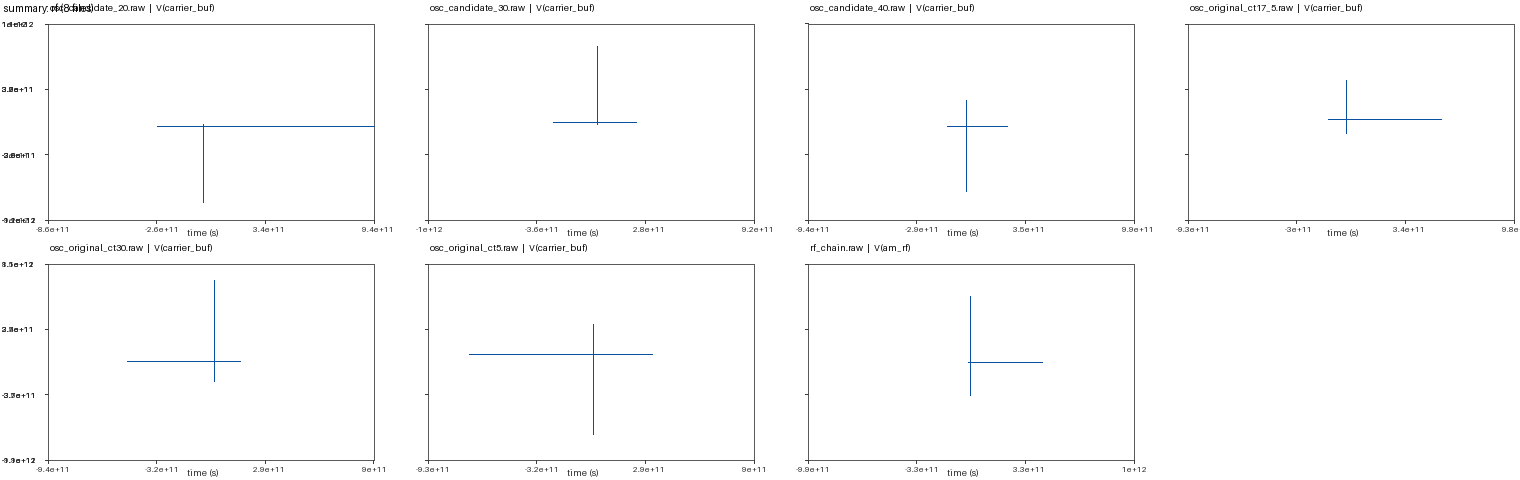 summary:
date_20.raw | V(carrier_buf)
osc_candidate_30.raw | V(carrier_buf)
osc_candidate_40.raw | V(carrier_buf)
osc_original_ct17_5.raw | V(carrier_buf)
-8.6e+11 -2.6e+11 3.4e+11 9.4e+11
time (s)
-1e+12 -3.6e+11 2.8e+11 9.2e+11
time (s)
-9.4e+11 -2.9e+11 3.5e+11 9.9e+11
time (s)
-9.3e+11 -3e+11 3.4e+11 9.8e
time (s)
osc_original_ct30.raw | V(carrier_buf)
osc_original_ct5.raw | V(carrier_buf)
rf_chain.raw | V(am_rf)
-9.4e+11 -3.2e+11 2.9e+11 9e+11
time (s)
-9.3e+11 -3.2e+11 2.9e+11 9e+11
time (s)
-9.9e+11 -3.3e+11 3.3e+11 1e+12
time (s)